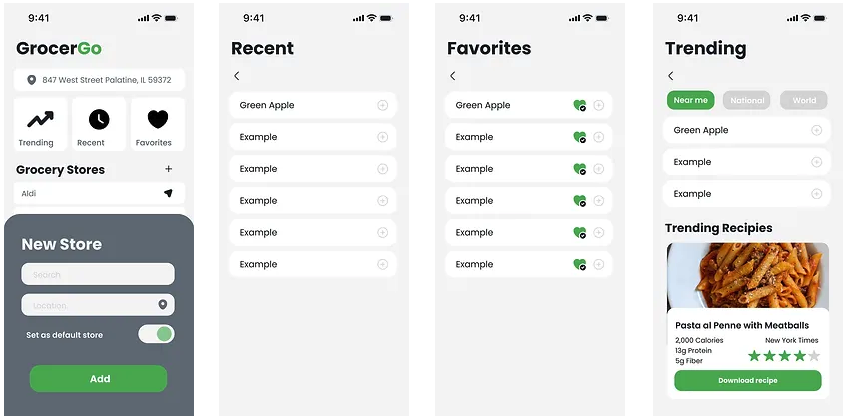 9:41
GrocerGo
847 West Street Palatine, IL 59372
Trending
Recent
Favorites
Grocery Stores
Aldi
New Store
Search
Location
Set as default store
Add
9:41
Recent
Green Apple
Example
Example
Example
Example
Example
9:41
Favorites
Green Apple
Example
Example
Example
Example
Example
9:41
Trending
Near me
National
World
Green Apple
Example
Example
Trending Recipies
Pasta al Penne with Meatballs
2,000 Calories
New York Times
13g Protein
5g Fiber
Download recipe